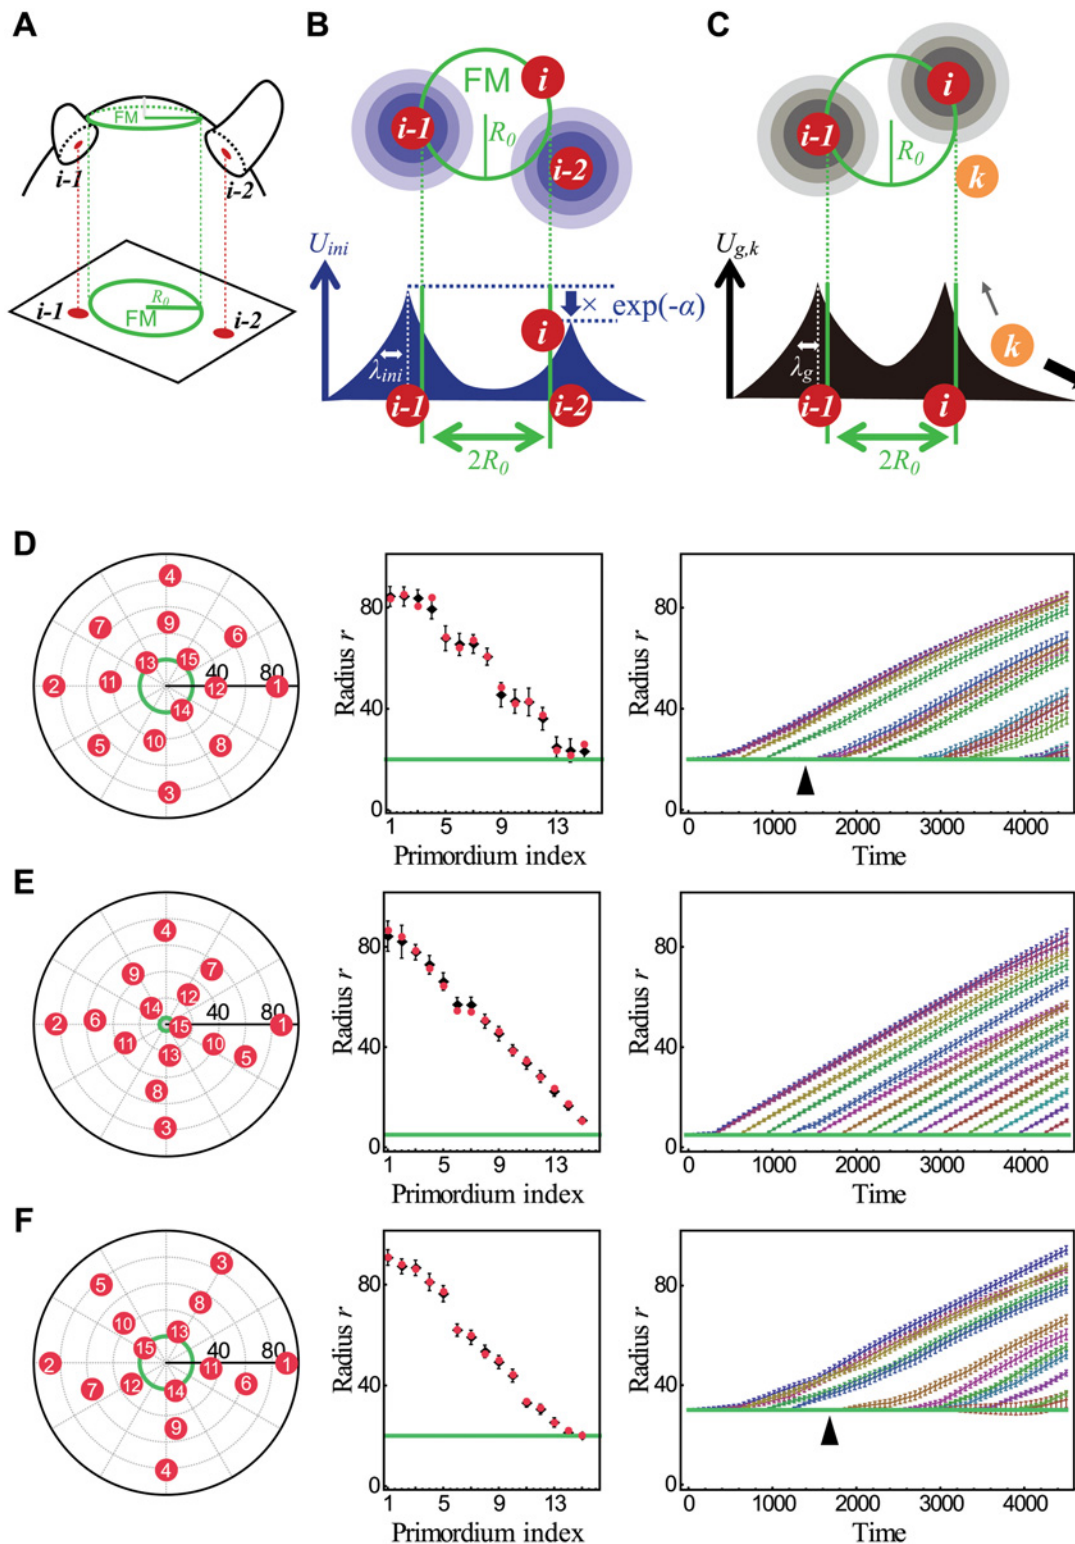 A
FM
i-1
i-2
R0
FM
i-1
i-2
B
FM
i
i-1
R0
i-2
Uini
× exp(-α)
i
λini
i-1
i-2
2R0
C
i
i-1
R0
k
Ug,k
k
λg
i-1
i
2R0
D
4
7 9 6
13 15 40 80
2 11 12 1
14
5 10 8
3
Radius r
80
40
0
1 5 9 13
Primordium index
Radius r
80
40
0
0 1000 2000 3000 4000
Time
E
4
9 7
14 12 40 80
2 6 15 1
11 13 10 5
8
3
Radius r
80
40
0
1 5 9 13
Primordium index
Radius r
80
40
0
0 1000 2000 3000 4000
Time
F
3
5
10 8
15 13 40 80
2 11 1
7 12 14 6
9
4
Radius r
80
40
0
1 5 9 13
Primordium index
Radius r
80
40
0
0 1000 2000 3000 4000
Time